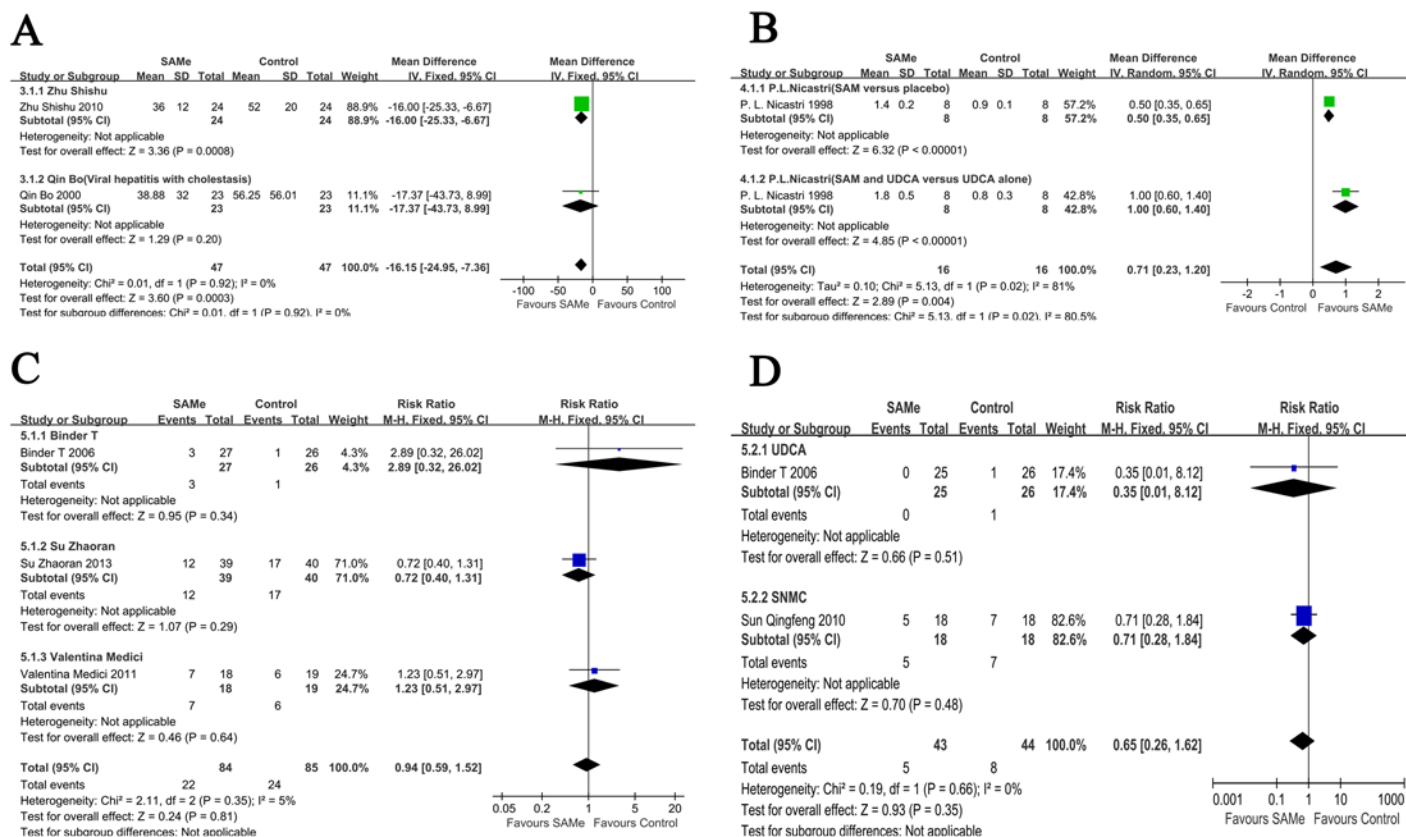 A
SAMe Control Mean Difference Mean Difference
Study or Subgroup Mean SD Total Mean SD Total Weight IV, Fixed, 95% CI IV, Fixed, 95% CI
3.1.1 Zhu Shishu
Zhu Shishu 2010 36 12 24 52 20 24 88.9% -16.00 [-25.33, -6.67]
Subtotal (95% CI) 24 24 88.9% -16.00 [-25.33, -6.67]
Heterogeneity: Not applicable
Test for overall effect: Z = 3.36 (P = 0.0008)
3.1.2 Qin Bo(Viral hepatitis with cholestasis)
Qin Bo 2000 38.88 32 23 56.25 56.01 23 11.1% -17.37 [-43.73, 8.99]
Subtotal (95% CI) 23 23 11.1% -17.37 [-43.73, 8.99]
Heterogeneity: Not applicable
Test for overall effect: Z = 1.29 (P = 0.20)
Total (95% CI) 47 47 100.0% -16.15 [-24.95, -7.36]
Heterogeneity: Chi² = 0.01, df = 1 (P = 0.92); I² = 0%
Test for overall effect: Z = 3.60 (P = 0.0003)
Test for subgroup differences: Chi² = 0.01, df = 1 (P = 0.92), I² = 0%
-100 -50 0 50 100
Favours SAMe Favours Control
B
SAMe Control Mean Difference Mean Difference
Study or Subgroup Mean SD Total Mean SD Total Weight IV, Random, 95% CI IV, Random, 95% CI
4.1.1 P.L.Nicastri(SAM versus placebo)
P. L. Nicastri 1998 1.4 0.2 8 0.9 0.1 8 57.2% 0.50 [0.35, 0.65]
Subtotal (95% CI) 8 8 57.2% 0.50 [0.35, 0.65]
Heterogeneity: Not applicable
Test for overall effect: Z = 6.32 (P < 0.00001)
4.1.2 P.L.Nicastri(SAM and UDCA versus UDCA alone)
P. L. Nicastri 1998 1.8 0.5 8 0.8 0.3 8 42.8% 1.00 [0.60, 1.40]
Subtotal (95% CI) 8 8 42.8% 1.00 [0.60, 1.40]
Heterogeneity: Not applicable
Test for overall effect: Z = 4.85 (P < 0.00001)
Total (95% CI) 16 16 100.0% 0.71 [0.23, 1.20]
Heterogeneity: Tau² = 0.10; Chi² = 5.13, df = 1 (P = 0.02); I² = 81%
Test for overall effect: Z = 2.89 (P = 0.004)
Test for subgroup differences: Chi² = 5.13, df = 1 (P = 0.02), I² = 80.5%
-2 -1 0 1 2
Favours Control Favours SAMe
C
SAMe Control Risk Ratio Risk Ratio
Study or Subgroup Events Total Events Total Weight M-H, Fixed, 95% CI M-H, Fixed, 95% CI
5.1.1 Binder T
Binder T 2006 3 27 1 26 4.3% 2.89 [0.32, 26.02]
Subtotal (95% CI) 27 26 4.3% 2.89 [0.32, 26.02]
Total events 3 1
Heterogeneity: Not applicable
Test for overall effect: Z = 0.95 (P = 0.34)
5.1.2 Su Zhaoran
Su Zhaoran 2013 12 39 17 40 71.0% 0.72 [0.40, 1.31]
Subtotal (95% CI) 39 40 71.0% 0.72 [0.40, 1.31]
Total events 12 17
Heterogeneity: Not applicable
Test for overall effect: Z = 1.07 (P = 0.29)
5.1.3 Valentina Medici
Valentina Medici 2011 7 18 6 19 24.7% 1.23 [0.51, 2.97]
Subtotal (95% CI) 18 19 24.7% 1.23 [0.51, 2.97]
Total events 7 6
Heterogeneity: Not applicable
Test for overall effect: Z = 0.46 (P = 0.64)
Total (95% CI) 84 85 100.0% 0.94 [0.59, 1.52]
Total events 22 24
Heterogeneity: Chi² = 2.11, df = 2 (P = 0.35); I² = 5%
Test for overall effect: Z = 0.24 (P = 0.81)
Test for subgroup differences: Not applicable
0.05 0.2 1 5 20
Favours SAMe Favours Control
D
SAMe Control Risk Ratio Risk Ratio
Study or Subgroup Events Total Events Total Weight M-H, Fixed, 95% CI M-H, Fixed, 95% CI
5.2.1 UDCA
Binder T 2006 0 25 1 26 17.4% 0.35 [0.01, 8.12]
Subtotal (95% CI) 25 26 17.4% 0.35 [0.01, 8.12]
Total events 0 1
Heterogeneity: Not applicable
Test for overall effect: Z = 0.66 (P = 0.51)
5.2.2 SNMC
Sun Qingfeng 2010 5 18 7 18 82.6% 0.71 [0.28, 1.84]
Subtotal (95% CI) 18 18 82.6% 0.71 [0.28, 1.84]
Total events 5 7
Heterogeneity: Not applicable
Test for overall effect: Z = 0.70 (P = 0.48)
Total (95% CI) 43 44 100.0% 0.65 [0.26, 1.62]
Total events 5 8
Heterogeneity: Chi² = 0.19, df = 1 (P = 0.66); I² = 0%
Test for overall effect: Z = 0.93 (P = 0.35)
Test for subgroup differences: Not applicable
0.001 0.1 1 10 1000
Favours SAMe Favours Control